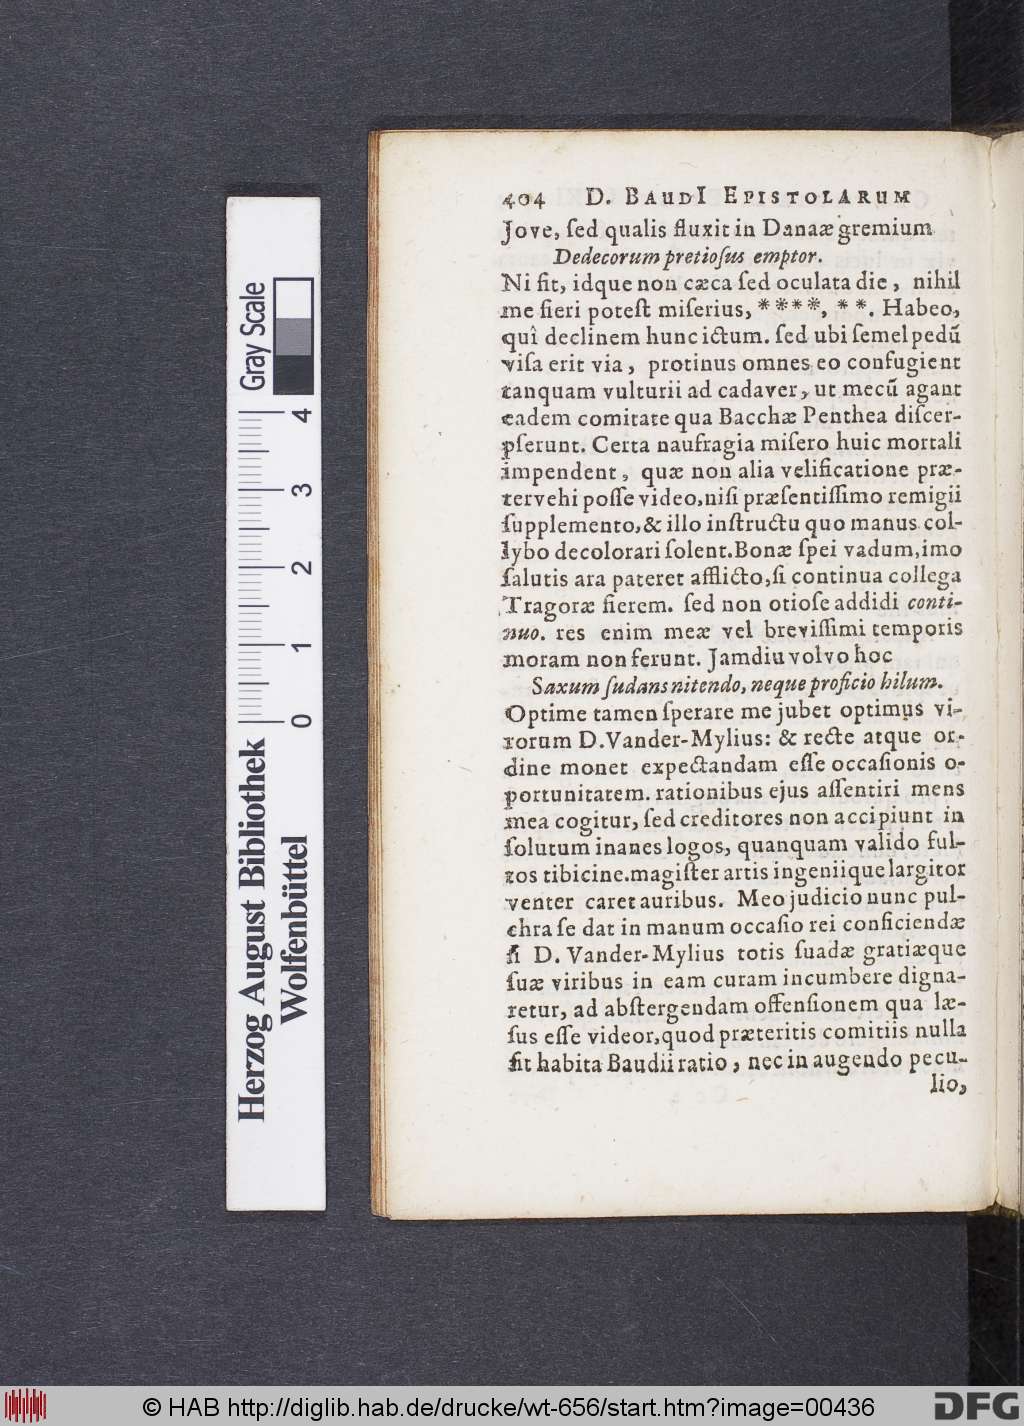 404 D. BAUDI EPISTOLARUM
Jove, ſed qualis fluxit in Danaæ gremium
Dedecorum pretioſus emptor.
Ni fit, idque non cæca ſed oculata die, nihil
me fieri poteſt miſerius, ****, **. Habeo,
quî declinem hunc ictum. ſed ubi ſemel pedū
viſa erit via, protinus omnes eo confugient
tanquam vulturii ad cadaver, ut mecū agant
eadem comitate qua Bacchæ Penthea diſcer-
pſerunt. Certa naufragia miſero huic mortali
impendent, quæ non alia velificatione præ-
tervehi poſſe video, niſi præſentiſſimo remigii
ſupplemento, & illo inſtructu quo manus col-
lybo decolorari ſolent. Bonæ ſpei vadum, imo
ſalutis ara pateret afflicto, ſi continua collega
Tragoræ fierem. ſed non otioſe addidi conti-
nuo. res enim meæ vel breviſſimi temporis
moram non ferunt. Jamdiu volvo hoc
Saxum ſudans nitendo, neque proficio hilum.
Optime tamen ſperare me jubet optimus vi-
rorum D. Vander-Mylius: & recte atque or-
dine monet expectandam eſſe occaſionis o-
portunitatem. rationibus ejus aſſentiri mens
mea cogitur, ſed creditores non accipiunt in
ſolutum inanes logos, quanquam valido ful-
tos tibicine. magiſter artis ingeniique largitor
venter caret auribus. Meo judicio nunc pul-
chra ſe dat in manum occaſio rei conficiendæ
ſi D. Vander-Mylius totis ſuadæ gratiæque
ſuæ viribus in eam curam incumbere digna-
retur, ad abſtergendam offenſionem qua læ-
ſus eſſe videor, quod præteritis comitiis nulla
ſit habita Baudii ratio, nec in augendo pecu-
lio,
Herzog August Bibliothek
Wolfenbüttel
0 1 2 3 4
Gray Scale
© HAB http://diglib.hab.de/drucke/wt-656/start.htm?image=00436
DFG